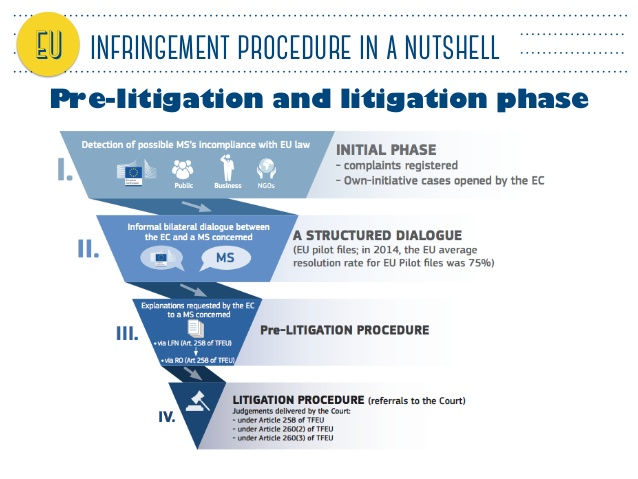 EU
INFRINGEMENT PROCEDURE IN A NUTSHELL
Pre-litigation and litigation phase
I.
Detection of possible MS's incompliance with EU law
Public
Business
NGOs
INITIAL PHASE
- complaints registered
- Own-initiative cases opened by the EC
II.
Informal bilateral dialogue between
the EC and a MS concerned
MS
A STRUCTURED DIALOGUE
(EU pilot files; in 2014, the EU average
resolution rate for EU Pilot files was 75%)
III.
Explanations requested by the EC
to a MS concerned
• via LFN (Art. 258 of TFEU)
• via RO (Art 258 of TFEU)
Pre-LITIGATION PROCEDURE
IV.
LITIGATION PROCEDURE (referrals to the Court)
Judgements delivered by the Court:
- under Article 258 of TFEU
- under Article 260(2) of TFEU
- under Article 260(3) of TFEU